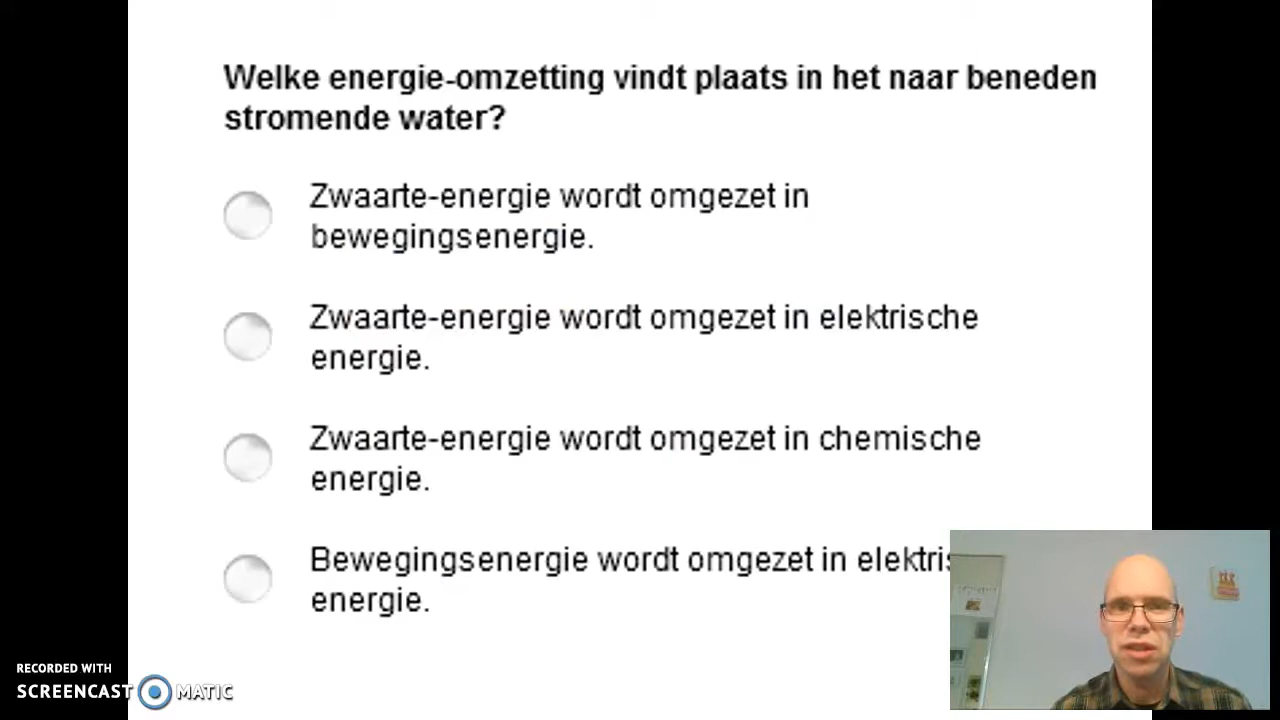 Welke energie-omzetting vindt plaats in het naar beneden
stromende water?
Zwaarte-energie wordt omgezet in
bewegingsenergie.
Zwaarte-energie wordt omgezet in elektrische
energie.
Zwaarte-energie wordt omgezet in chemische
energie.
Bewegingsenergie wordt omgezet in
energie.
RECORDED WITH
SCREENCAST MATIC